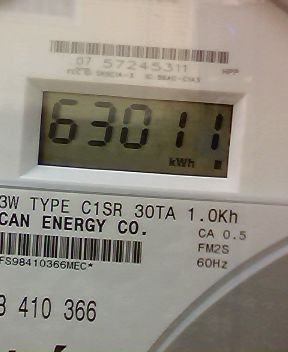 07 57245311
63011
kWh
3W TYPE C1SR 30TA 1.0Kh
CAN ENERGY CO.
CA 0.5
FM2S
FS98410366MEC*
60Hz
8 410 366